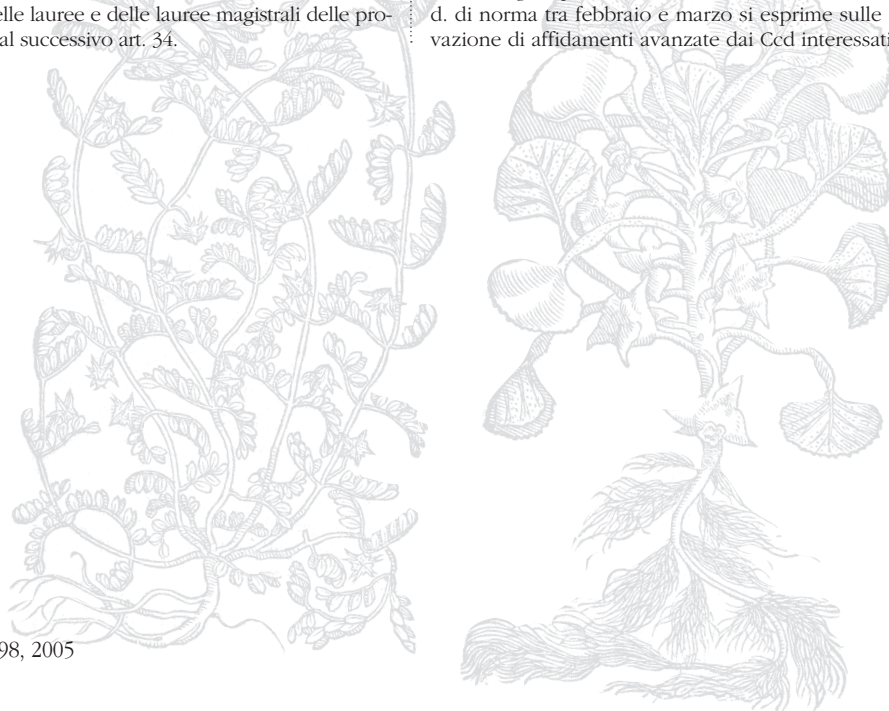 elle lauree e delle lauree magistrali delle pro-
al successivo art. 34.
d. di norma tra febbraio e marzo si esprime sulle
vazione di affidamenti avanzate dai Ccd interessati
98, 2005